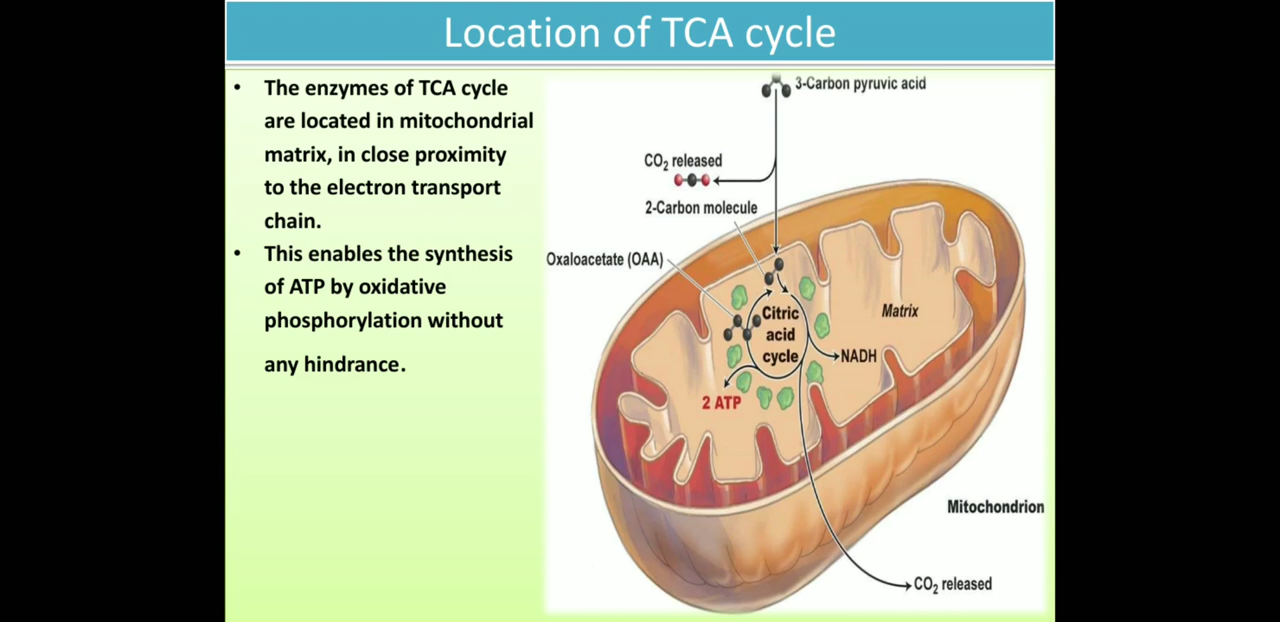 Location of TCA cycle
• The enzymes of TCA cycle
are located in mitochondrial
matrix, in close proximity
to the electron transport
chain.
• This enables the synthesis
of ATP by oxidative
phosphorylation without
any hindrance.
3-Carbon pyruvic acid
CO₂ released
2-Carbon molecule
Oxaloacetate (OAA)
Citric
acid
cycle
Matrix
NADH
2 ATP
Mitochondrion
CO₂ released